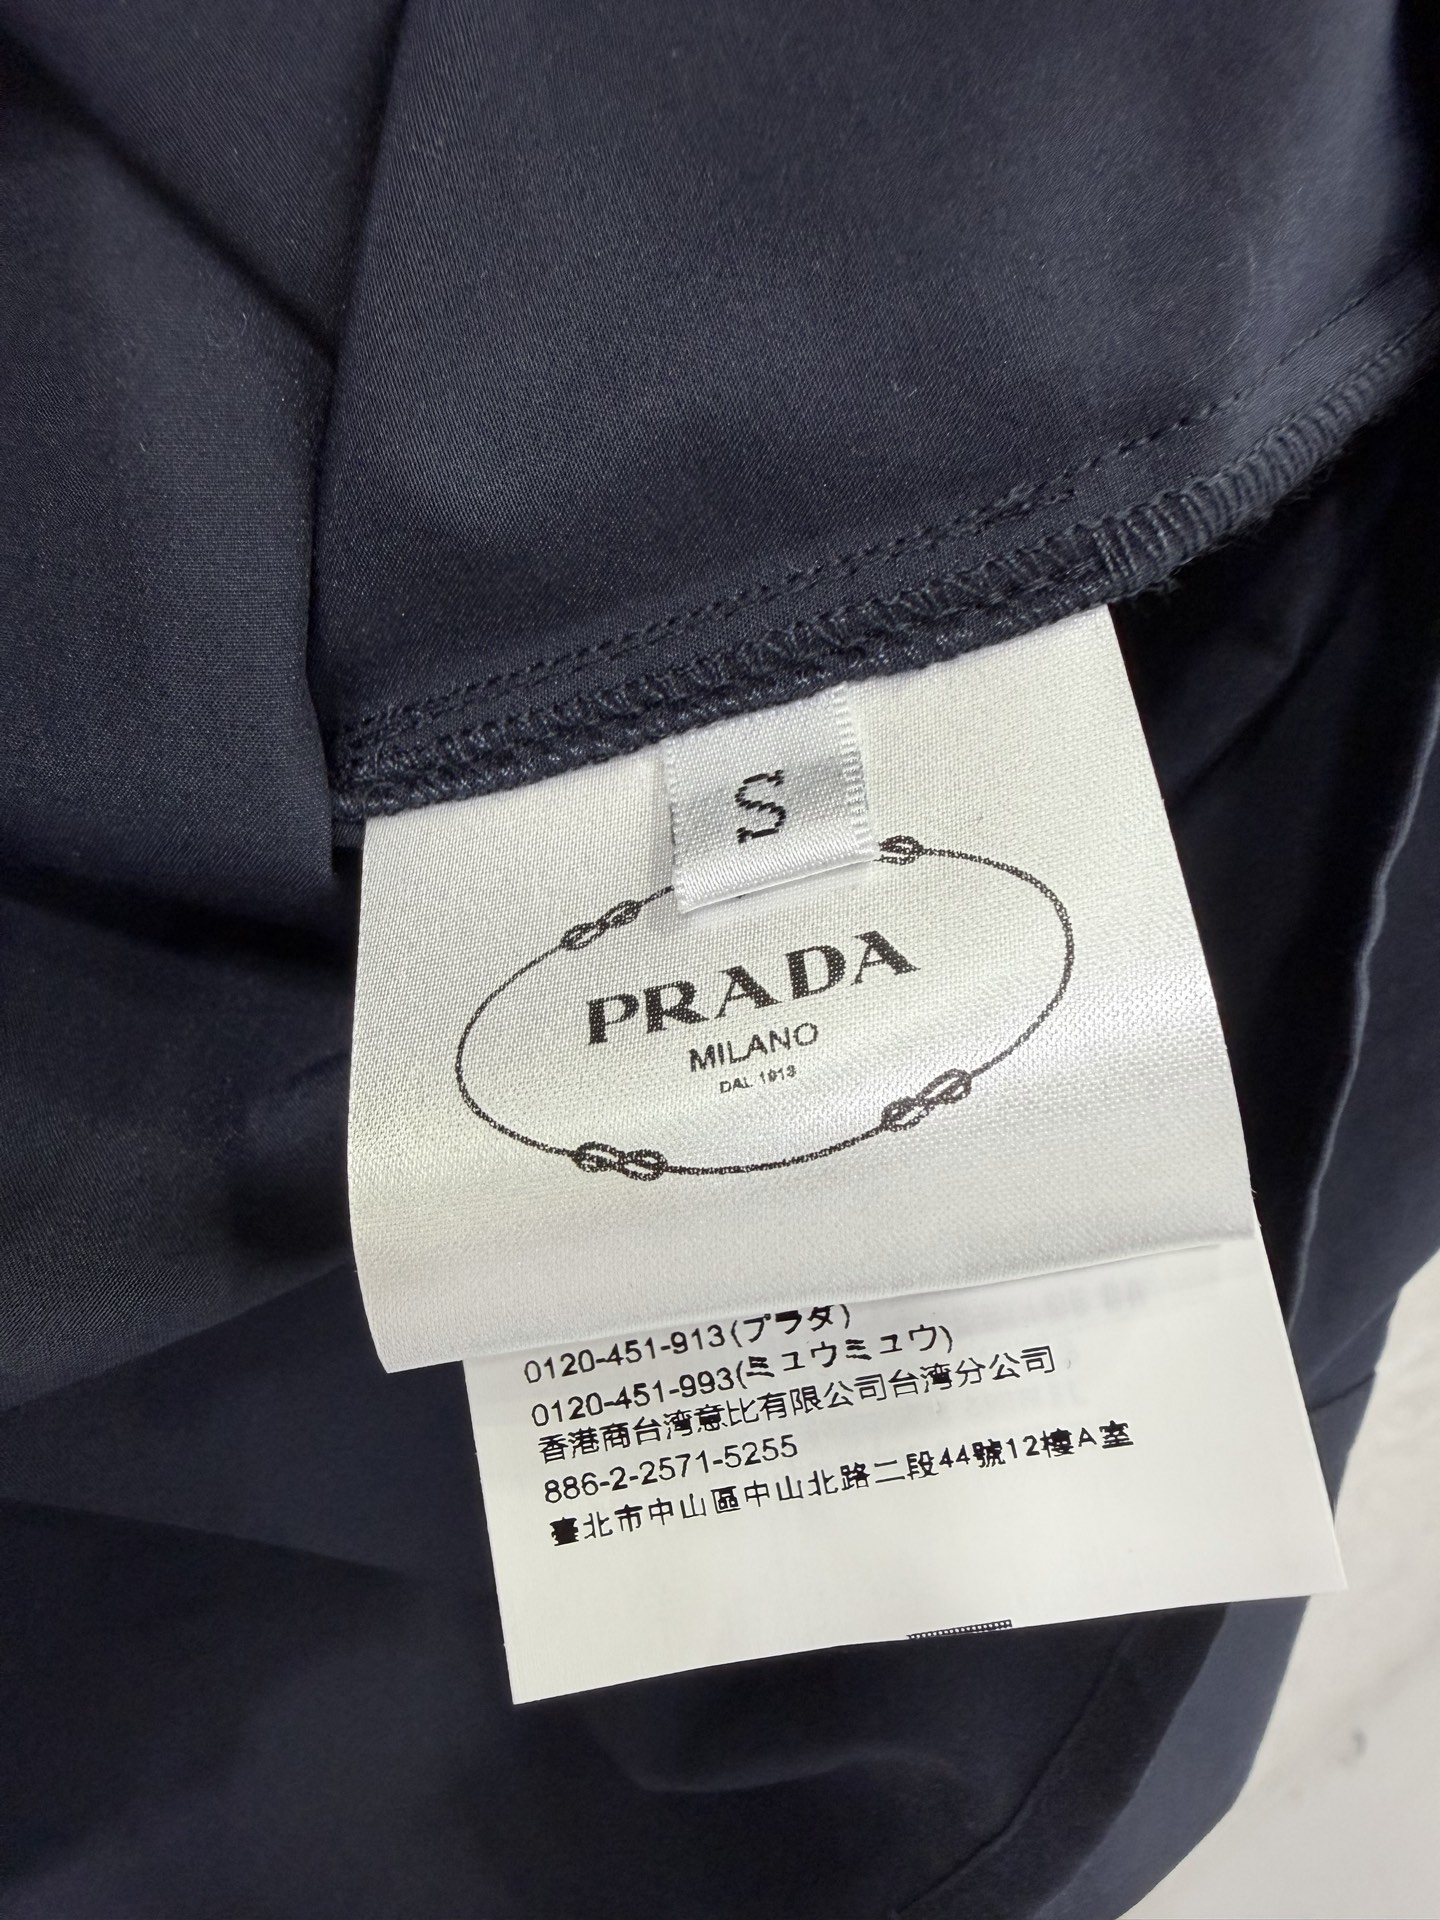 S
PRADA
MILANO
DAL 1913
0120-451-913(プラダ)
0120-451-993(ミュウミュウ)
香港商台湾意比有限公司台湾分公司
886-2-2571-5255
臺北市中山區中山北路二段44號12樓A室